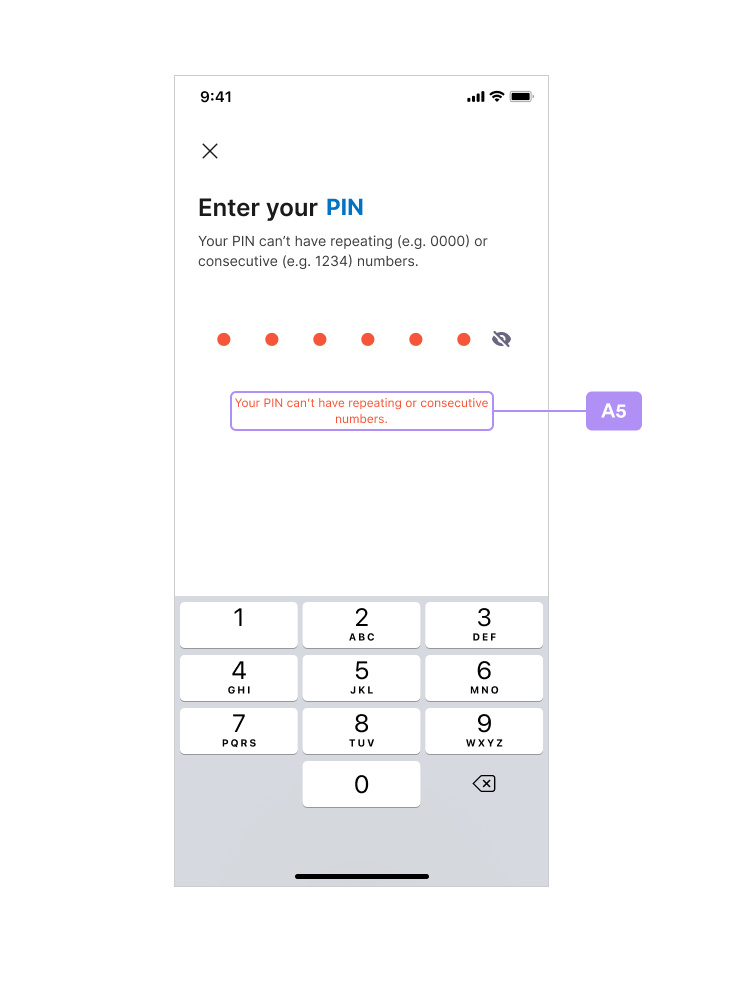 9:41
Enter your PIN
Your PIN can’t have repeating (e.g. 0000) or
consecutive (e.g. 1234) numbers.
Your PIN can't have repeating or consecutive
numbers.
A5
1
2
ABC
3
DEF
4
GHI
5
JKL
6
MNO
7
PQRS
8
TUV
9
WXYZ
0